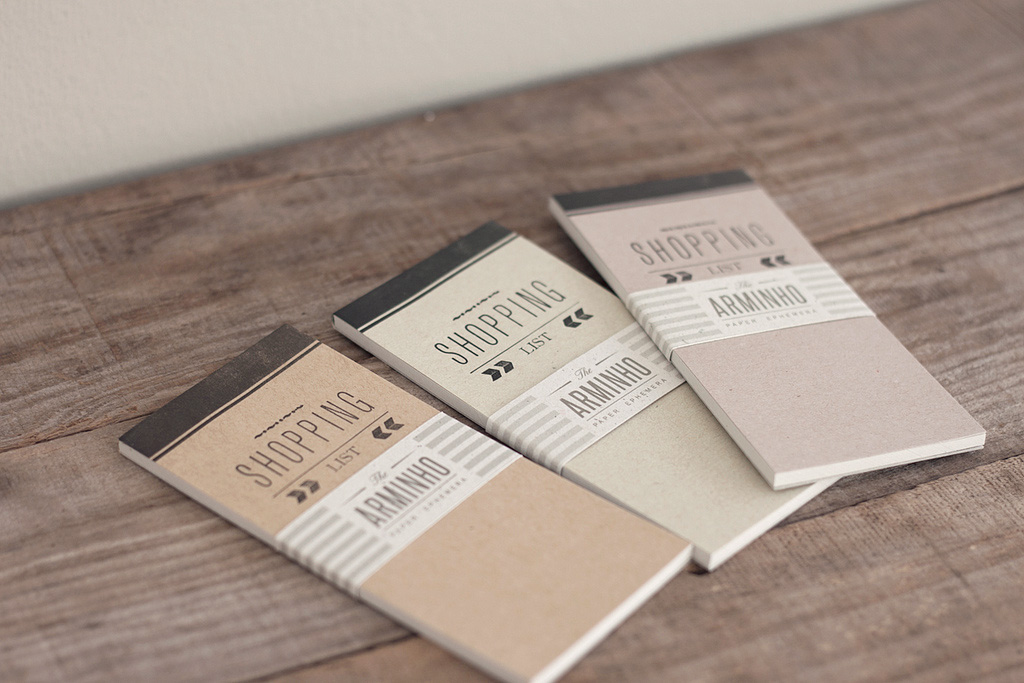 SHOPPING
LIST
The
ARMINHO
PAPER EPHEMERA
SHOPPING
LIST
The
ARMINHO
PAPER EPHEMERA
SHOPPING
LIST
The
ARMINHO
PAPER EPHEMERA